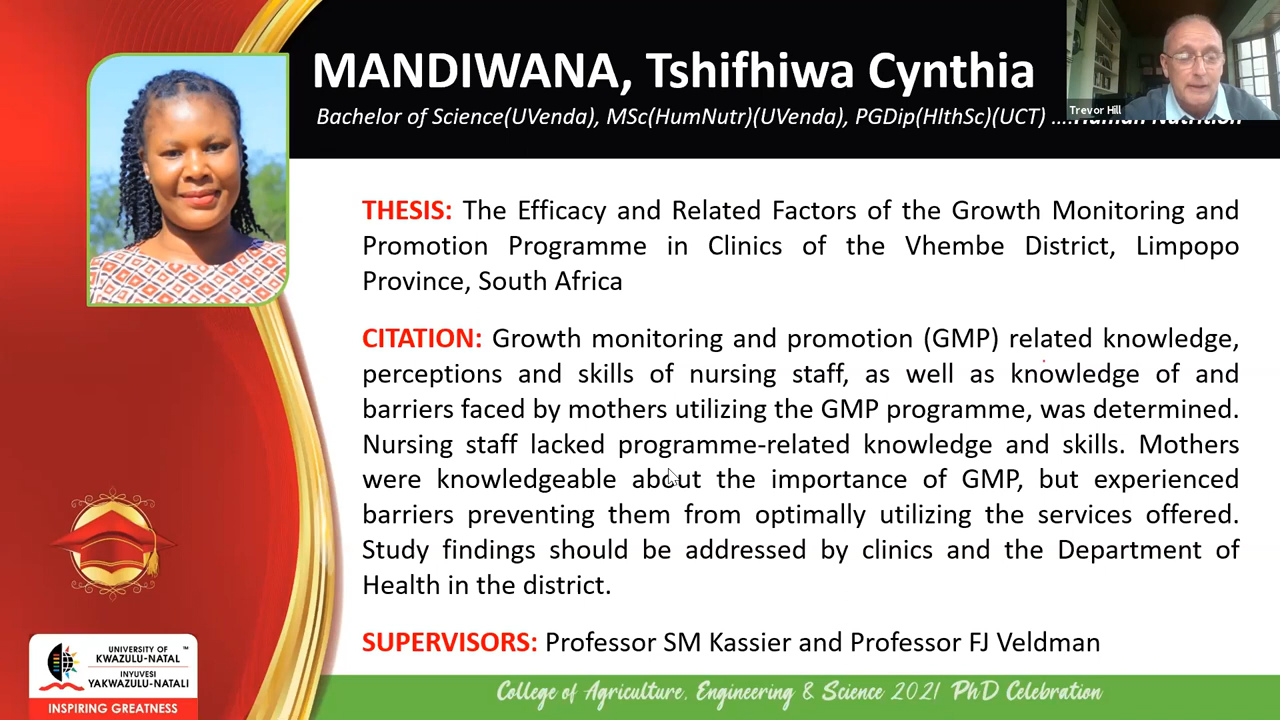 MANDIWANA, Tshifhiwa Cynthia
Bachelor of Science(UVenda), MSc(HumNutr)(UVenda), PGDip(HlthSc)(UCT) ....Human Nutrition
Trevor Hill
THESIS: The Efficacy and Related Factors of the Growth Monitoring and
Promotion Programme in Clinics of the Vhembe District, Limpopo
Province, South Africa
CITATION: Growth monitoring and promotion (GMP) related knowledge,
perceptions and skills of nursing staff, as well as knowledge of and
barriers faced by mothers utilizing the GMP programme, was determined.
Nursing staff lacked programme-related knowledge and skills. Mothers
were knowledgeable about the importance of GMP, but experienced
barriers preventing them from optimally utilizing the services offered.
Study findings should be addressed by clinics and the Department of
Health in the district.
SUPERVISORS: Professor SM Kassier and Professor FJ Veldman
UNIVERSITY OF ™
KWAZULU-NATAL
INYUVESI
YAKWAZULU-NATALI
INSPIRING GREATNESS
College of Agriculture, Engineering & Science 2021 PhD Celebration